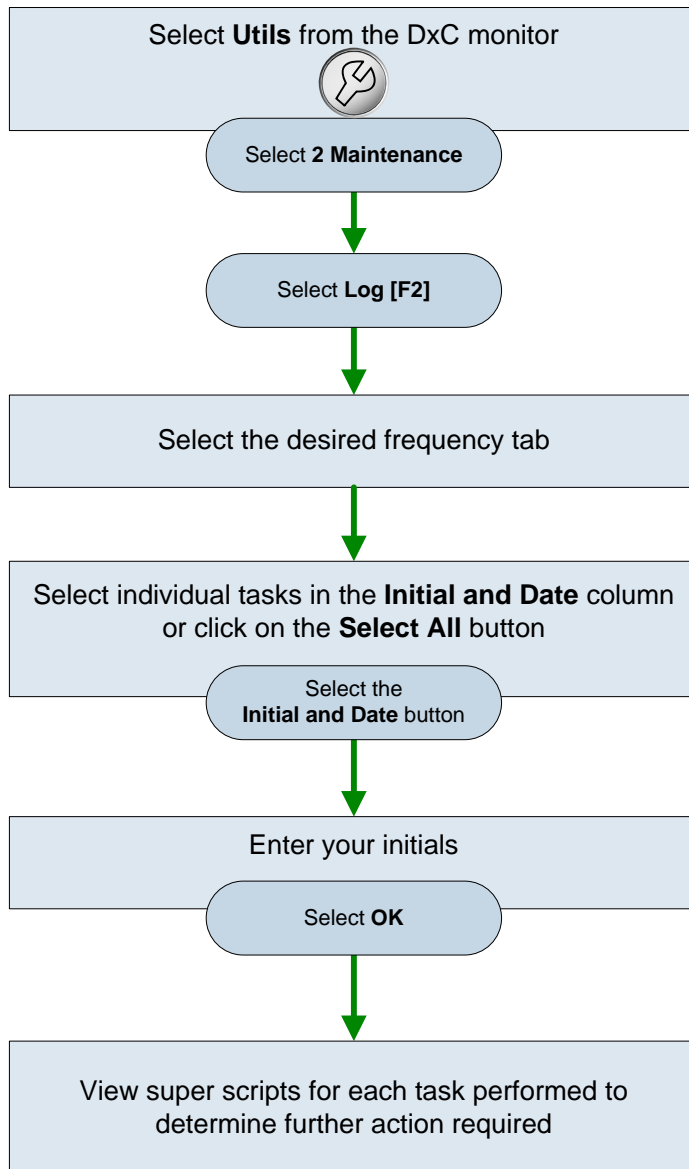 Select Utils from the DxC monitor
Select 2 Maintenance
Select Log [F2]
Select the desired frequency tab
Select individual tasks in the Initial and Date column
or click on the Select All button
Select the
Initial and Date button
Enter your initials
Select OK
View super scripts for each task performed to
determine further action required